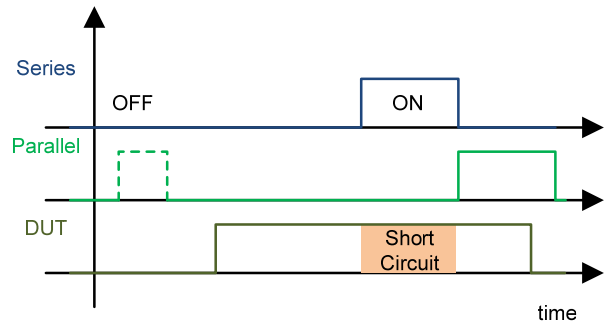 Series
OFF
ON
Parallel
DUT
Short
Circuit
time